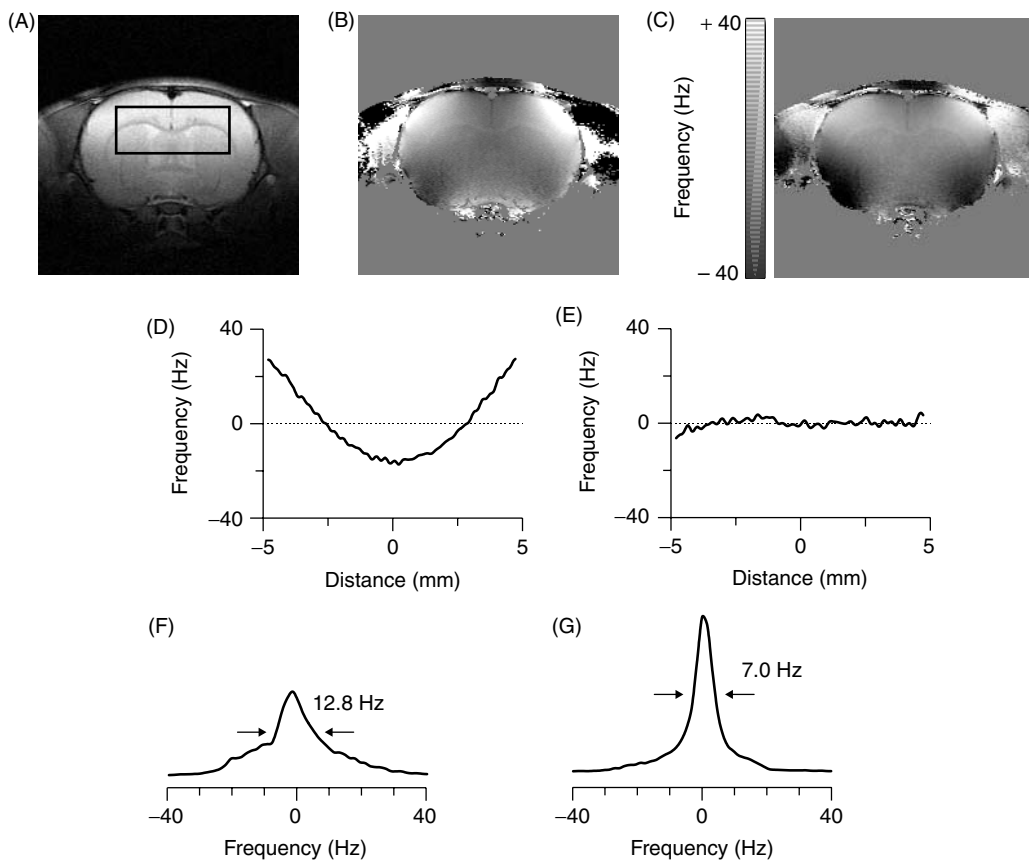 (A)
(B)
(C)
+ 40
Frequency (Hz)
– 40
(D)
40
0
–40
Frequency (Hz)
–5
0
5
Distance (mm)
(E)
40
0
–40
Frequency (Hz)
–5
0
5
Distance (mm)
(F)
12.8 Hz
–40
0
40
Frequency (Hz)
(G)
7.0 Hz
–40
0
40
Frequency (Hz)